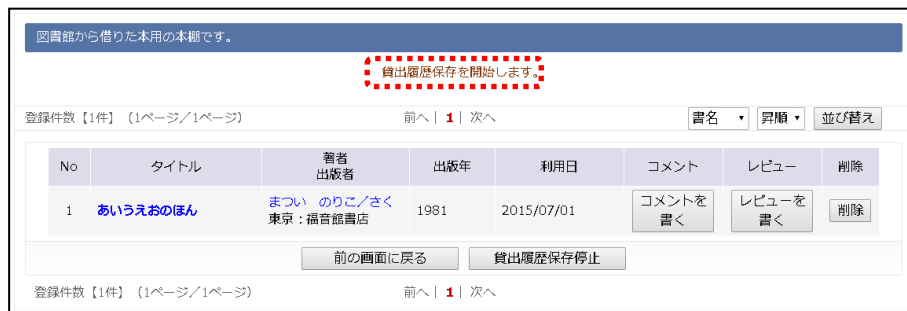 図書館から借りた本用の本棚です。
貸出履歴保存を開始します。
登録件数【1件】（1ページ／1ページ） 前へ | 1 | 次へ 書名 昇順 並び替え
No タイトル 著者 出版者 出版年 利用日 コメント レビュー 削除
1 あいうえおのほん まつい のりこ／さく 1981 2015/07/01 コメントを書く レビューを書く 削除
東京：福音館書店
前の画面に戻る 貸出履歴保存停止
登録件数【1件】（1ページ／1ページ） 前へ | 1 | 次へ